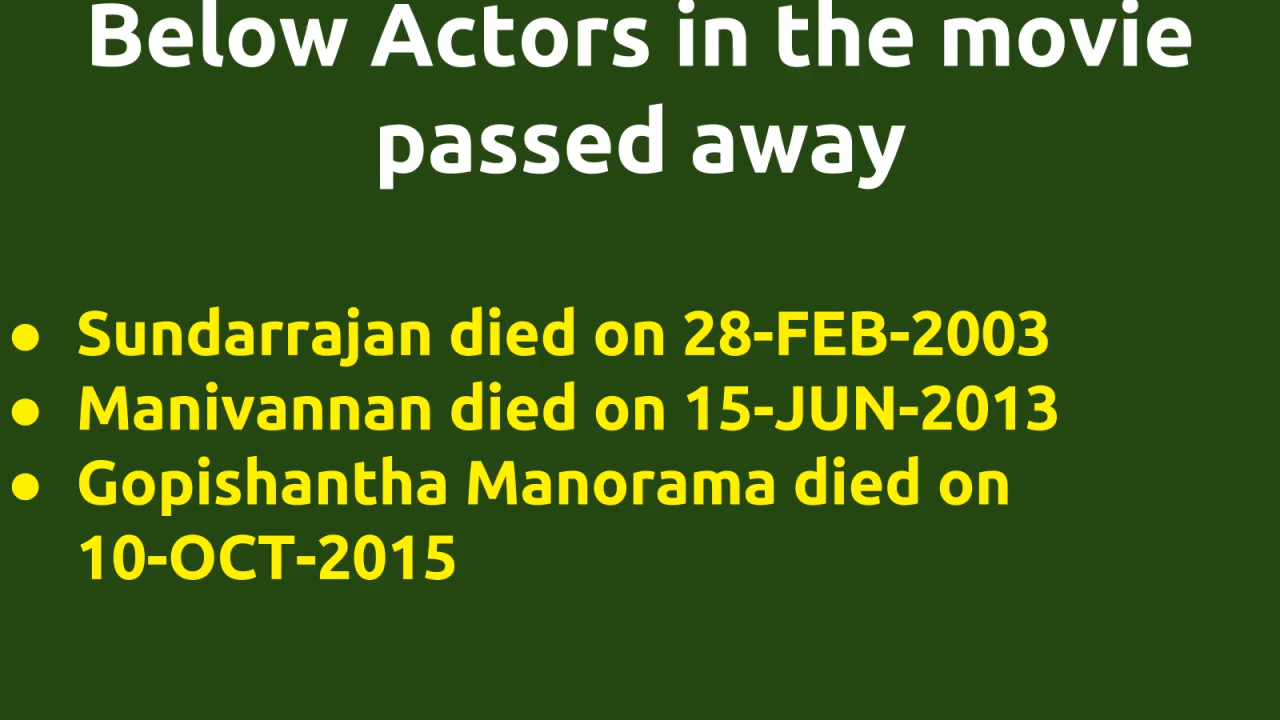 Below Actors in the movie
passed away
● Sundarrajan died on 28-FEB-2003
● Manivannan died on 15-JUN-2013
● Gopishantha Manorama died on
10-OCT-2015